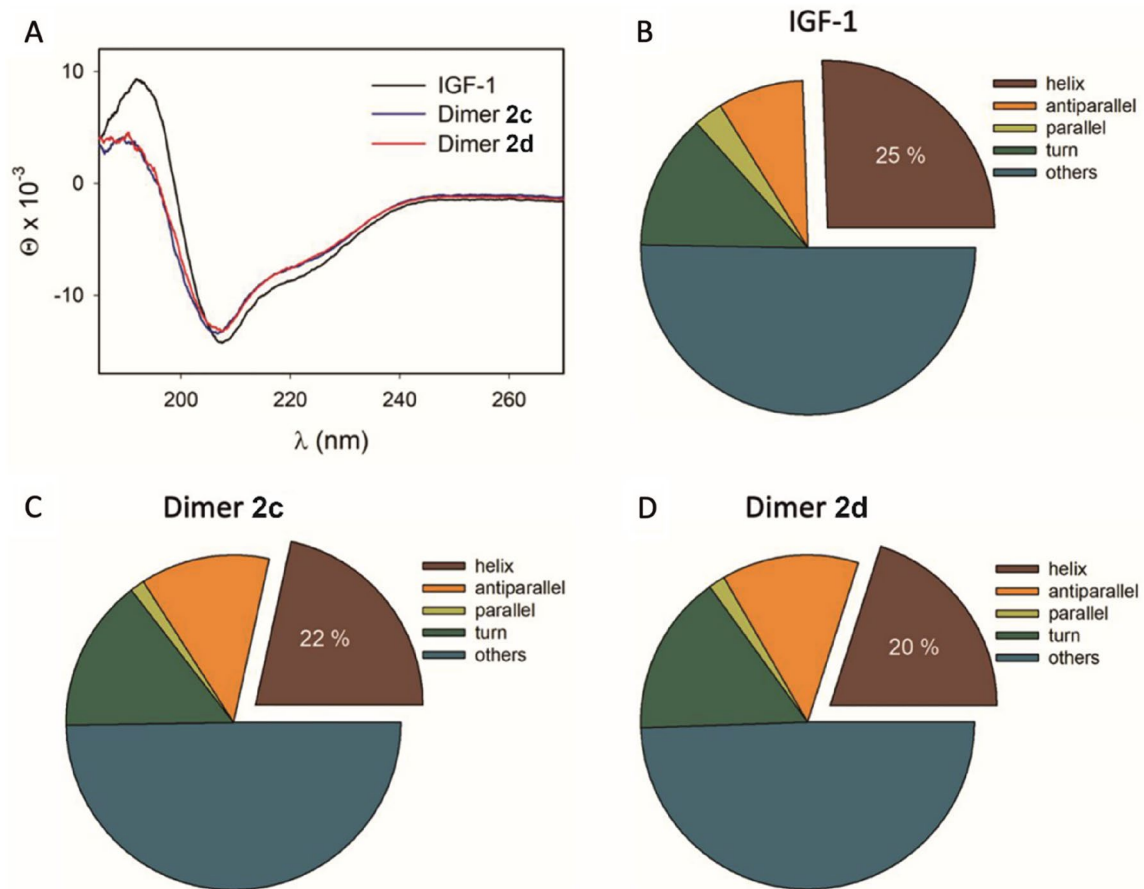 A
10
0
-10
Θ x 10⁻³
IGF-1
Dimer 2c
Dimer 2d
200
220
240
260
λ (nm)
B
IGF-1
25 %
helix
antiparallel
parallel
turn
others
C
Dimer 2c
22 %
helix
antiparallel
parallel
turn
others
D
Dimer 2d
20 %
helix
antiparallel
parallel
turn
others